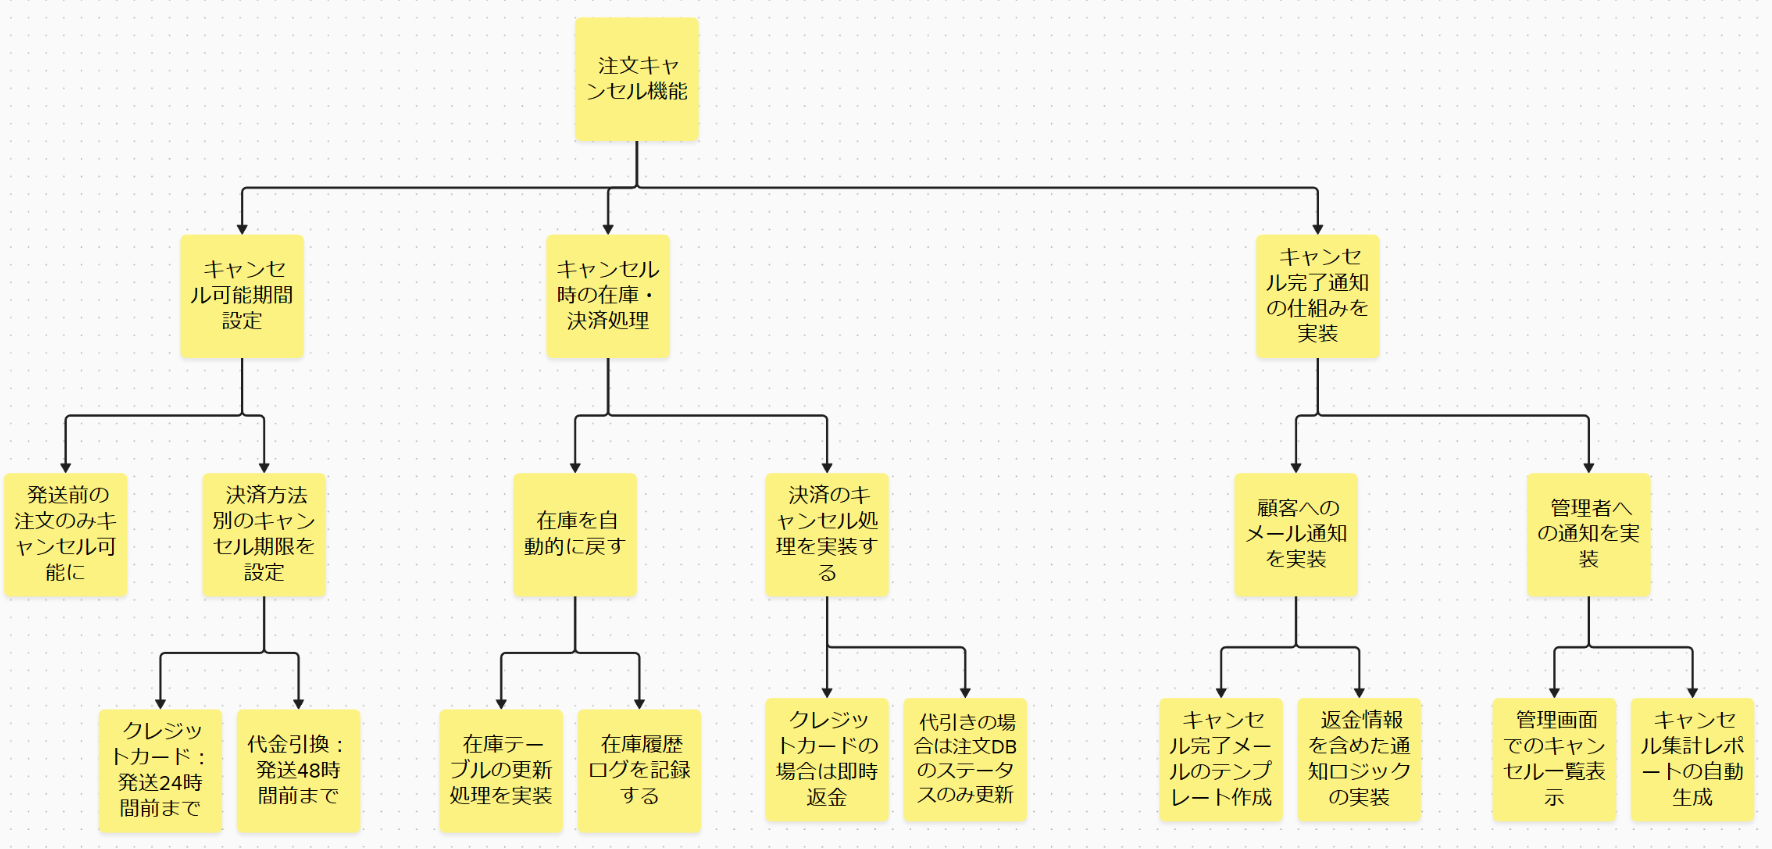 注文キャ
ンセル機能
キャンセ
ル可能期間
設定
キャンセル
時の在庫・
決済処理
キャンセ
ル完了通知
の仕組みを
実装
発送前の
注文のみキ
ャンセル可
能に
決済方法
別のキャン
セル期限を
設定
在庫を自
動的に戻す
決済のキ
ャンセル処
理を実装す
る
顧客への
メール通知
を実装
管理者へ
の通知を実
装
クレジッ
トカード：
発送24時
間前まで
代金引換：
発送48時
間前まで
在庫テー
ブルの更新
処理を実装
在庫履歴
ログを記録
する
クレジッ
トカードの
場合は即時
返金
代引きの場
合は注文DB
のステータ
スのみ更新
キャンセ
ル完了メー
ルのテンプ
レート作成
返金情報
を含めた通
知ロジック
の実装
管理画面
でのキャン
セル一覧表
示
キャンセ
ル集計レポ
ートの自動
生成